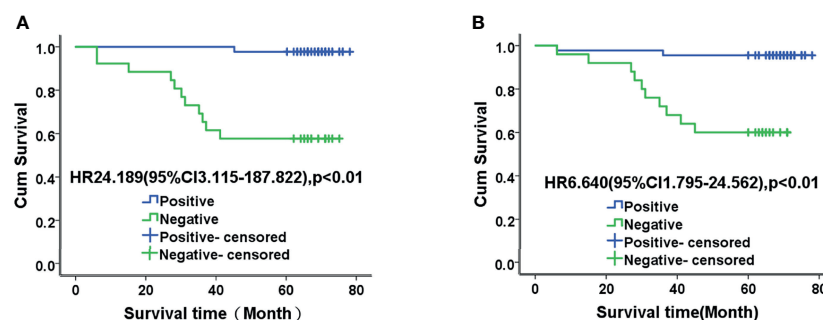 A
Cum Survival
1.0
0.8
0.6
0.4
0.2
0.0
HR24.189(95%CI3.115-187.822),p<0.01
Positive
Negative
Positive- censored
Negative- censored
0 20 40 60 80
Survival time（Month）
B
Cum Survival
1.0
0.8
0.6
0.4
0.2
0.0
HR6.640(95%CI1.795-24.562),p<0.01
Positive
Negative
Positive- censored
Negative- censored
0 20 40 60 80
Survival time(Month)